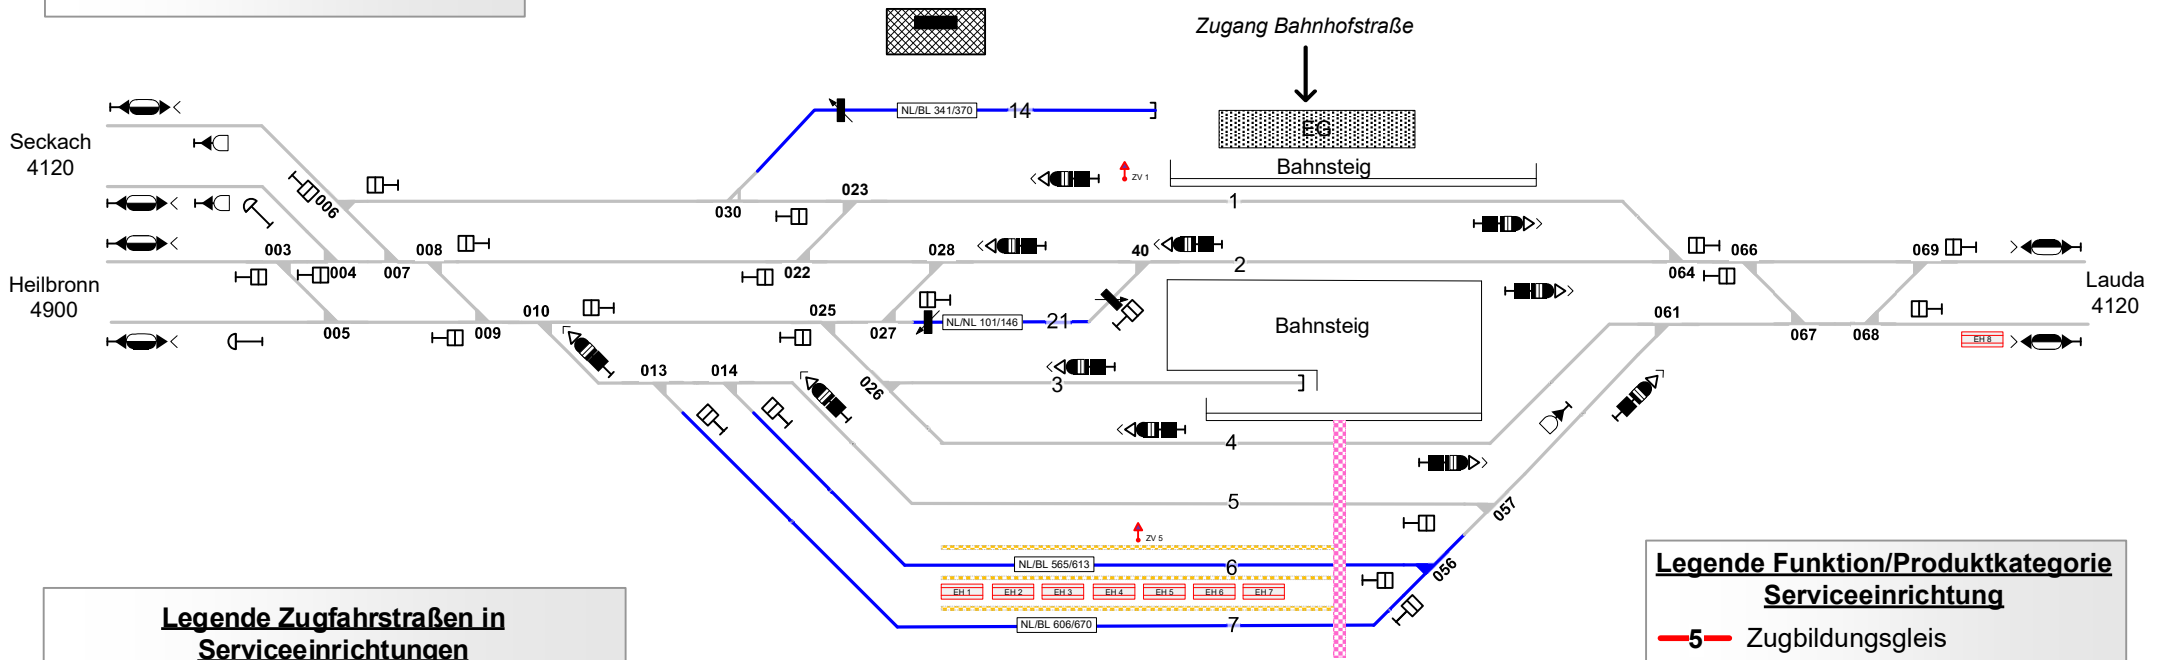 Zugang Bahnhofstraße
NL/BL 341/370
14
EG
Seckach
4120
Bahnsteig
ZV 1
006
023
030
1
003
004
007
008
022
028
40
2
064
066
069
Heilbronn
4900
Lauda
4120
005
009
010
025
027
NL/NL 101/146
21
Bahnsteig
061
067
068
EH 8
013
014
026
3
4
5
057
ZV 5
NL/BL 565/613
6
056
EH 1
EH 2
EH 3
EH 4
EH 5
EH 6
EH 7
NL/BL 606/670
7
Legende Zugfahrstraßen in
Serviceeinrichtungen
Legende Funktion/Produktkategorie
Serviceeinrichtung
5 Zugbildungsgleis